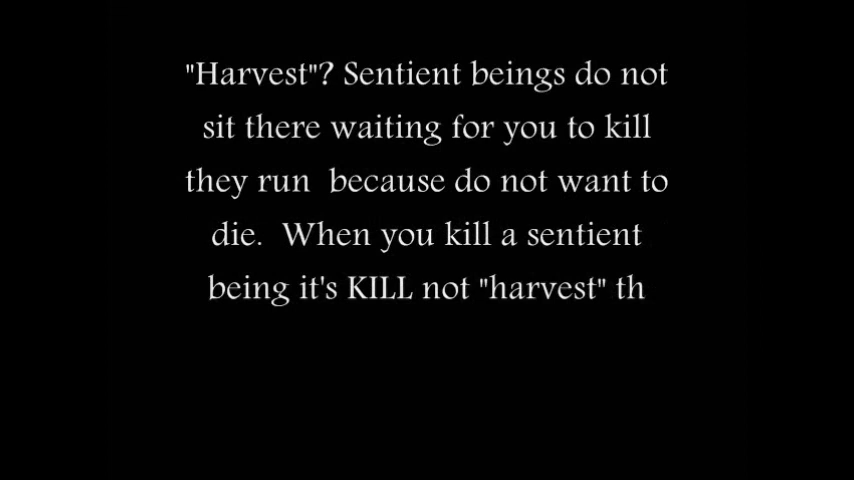 "Harvest"? Sentient beings do not
sit there waiting for you to kill
they run  because do not want to
die.  When you kill a sentient
being it's KILL not "harvest" th